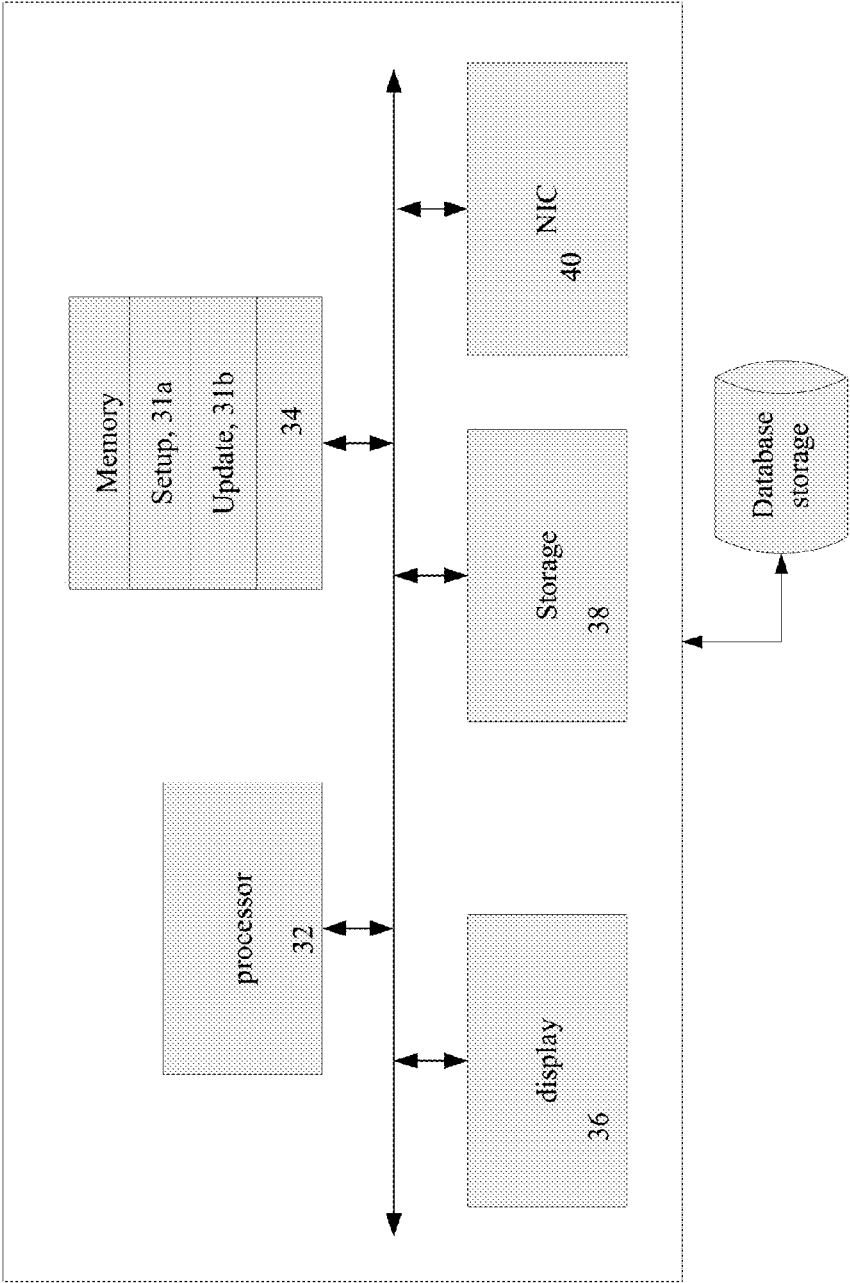 processor
32
Memory
Setup, 31a
Update, 31b
34
display
36
Storage
38
NIC
40
Database
storage